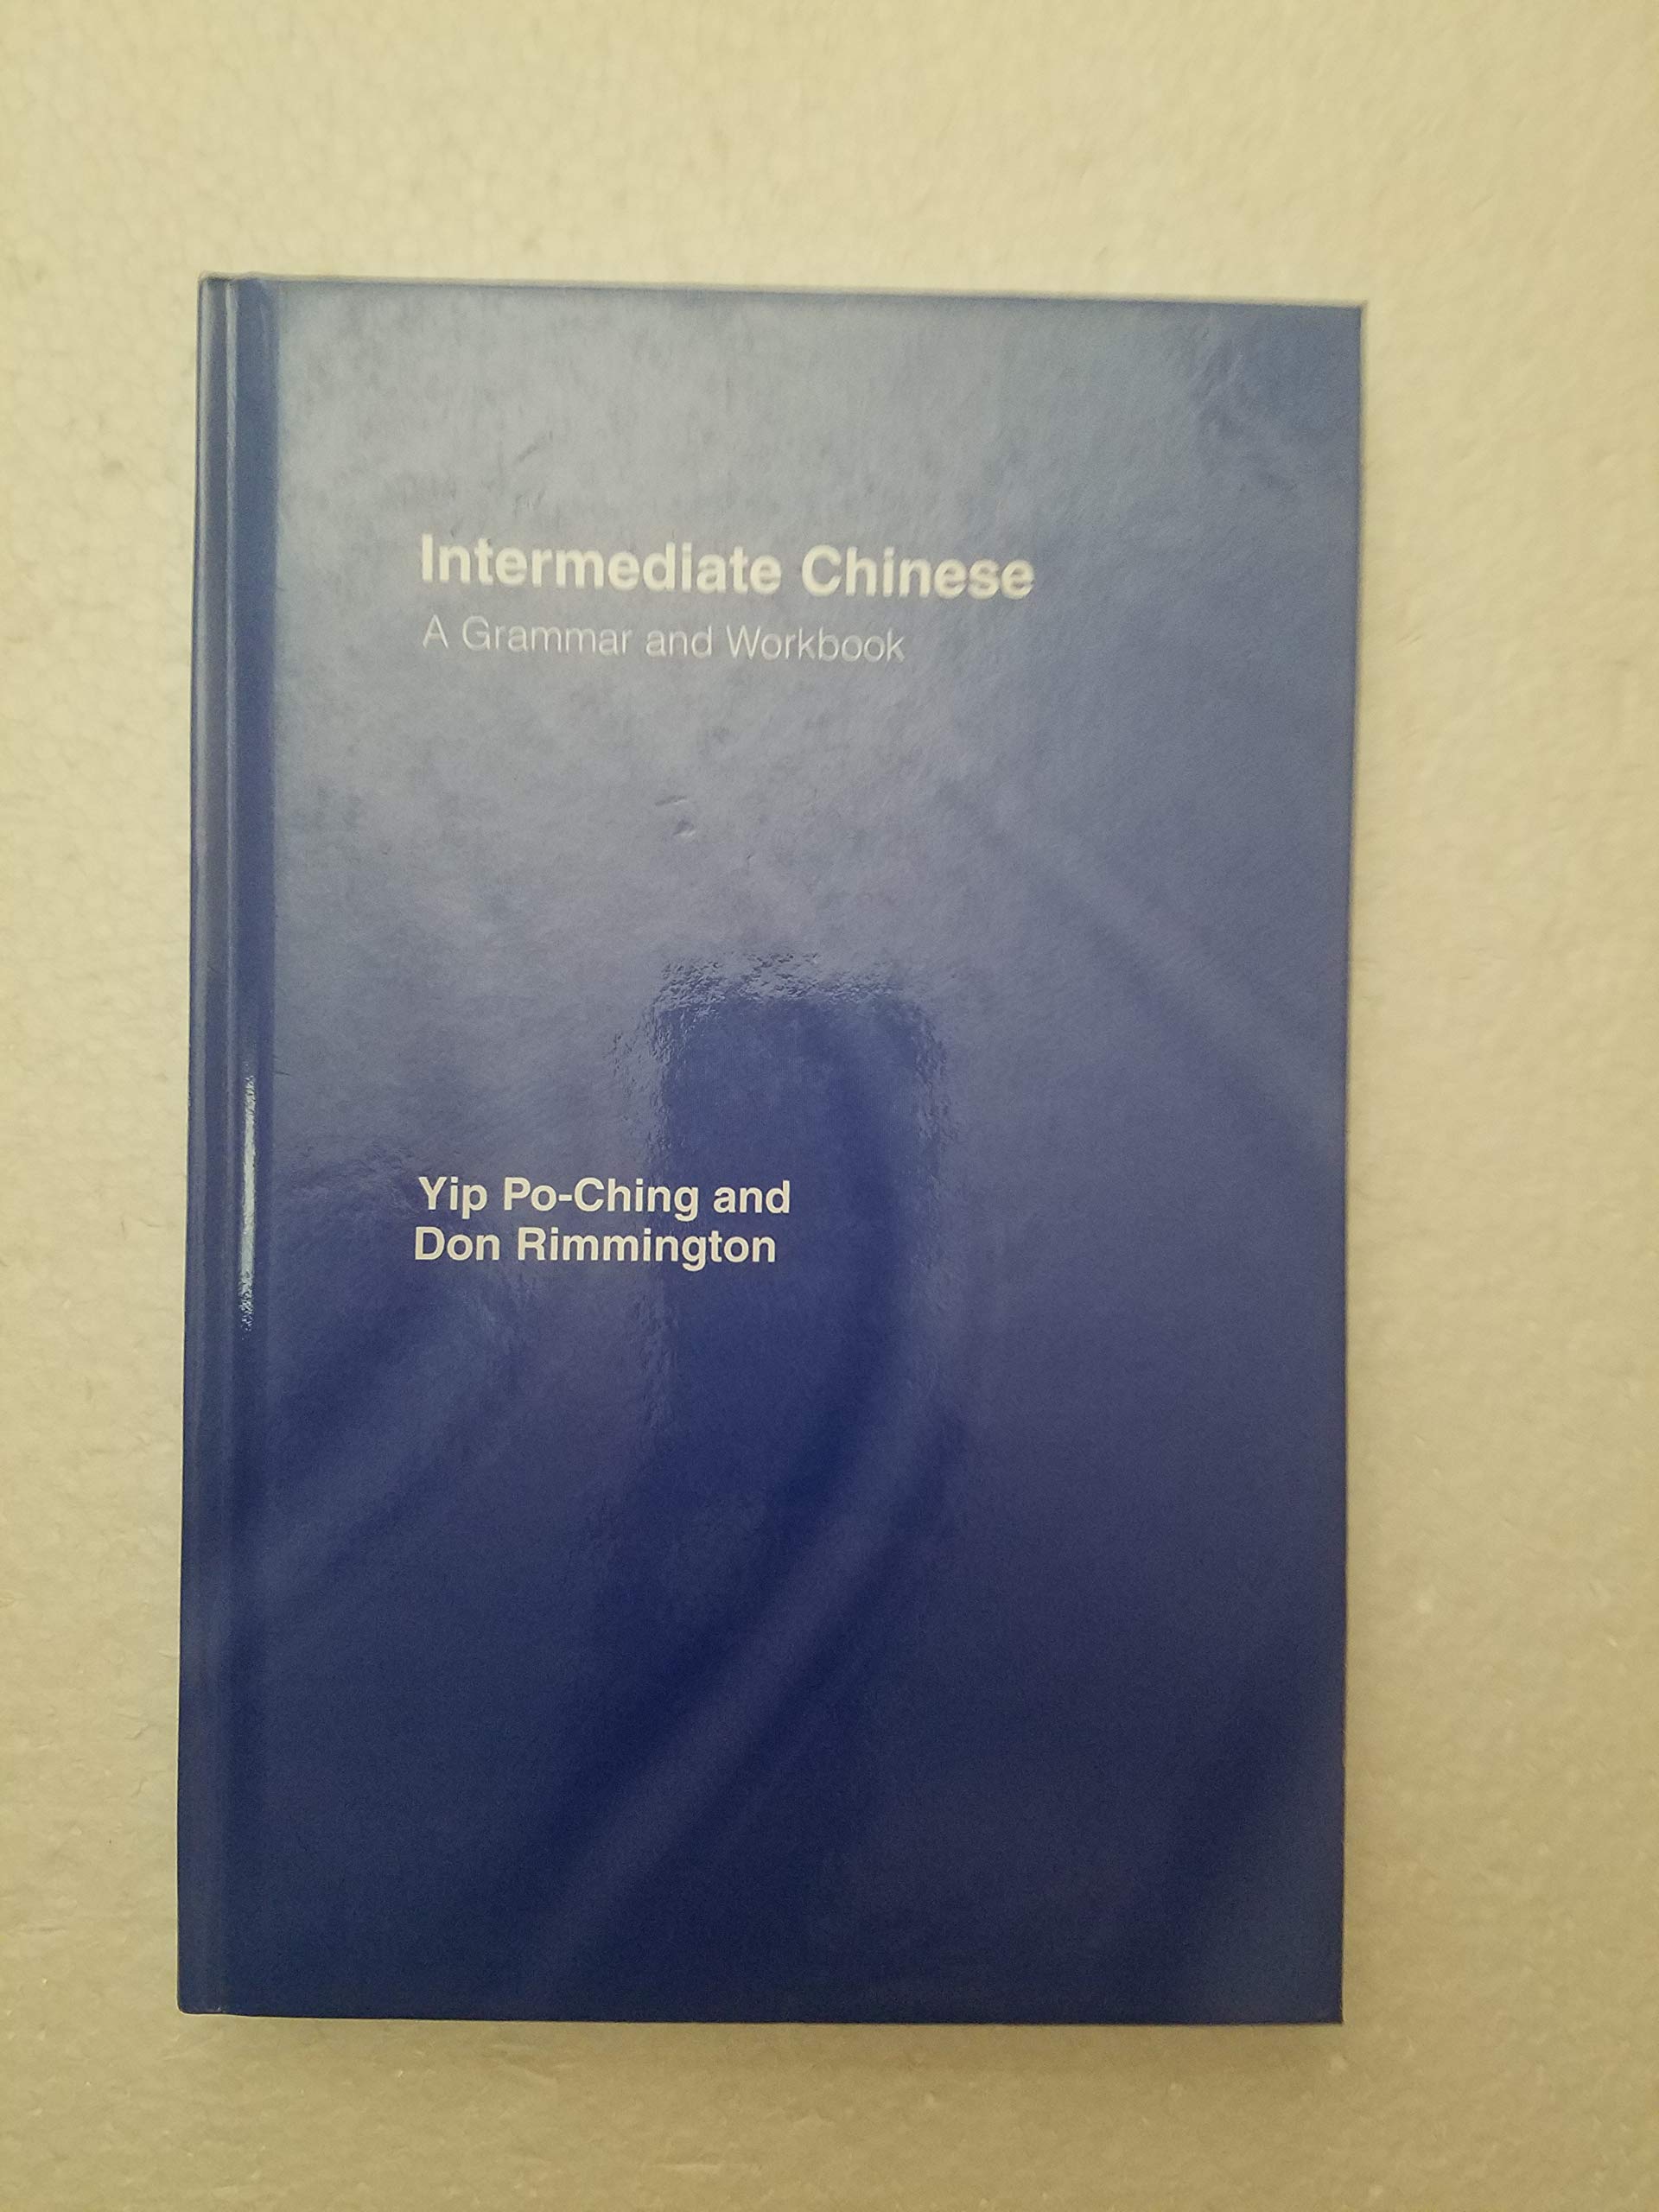 Intermediate Chinese
A Grammar and Workbook
Yip Po-Ching and
Don Rimmington